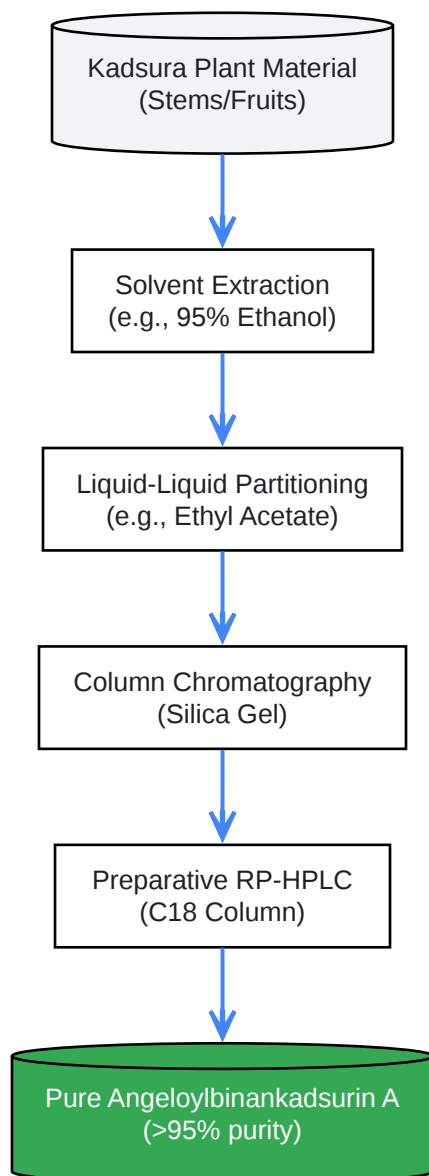 Kadsura Plant Material
(Stems/Fruits)
Solvent Extraction
(e.g., 95% Ethanol)
Liquid-Liquid Partitioning
(e.g., Ethyl Acetate)
Column Chromatography
(Silica Gel)
Preparative RP-HPLC
(C18 Column)
Pure Angeloylbinankadsurin A
(>95% purity)